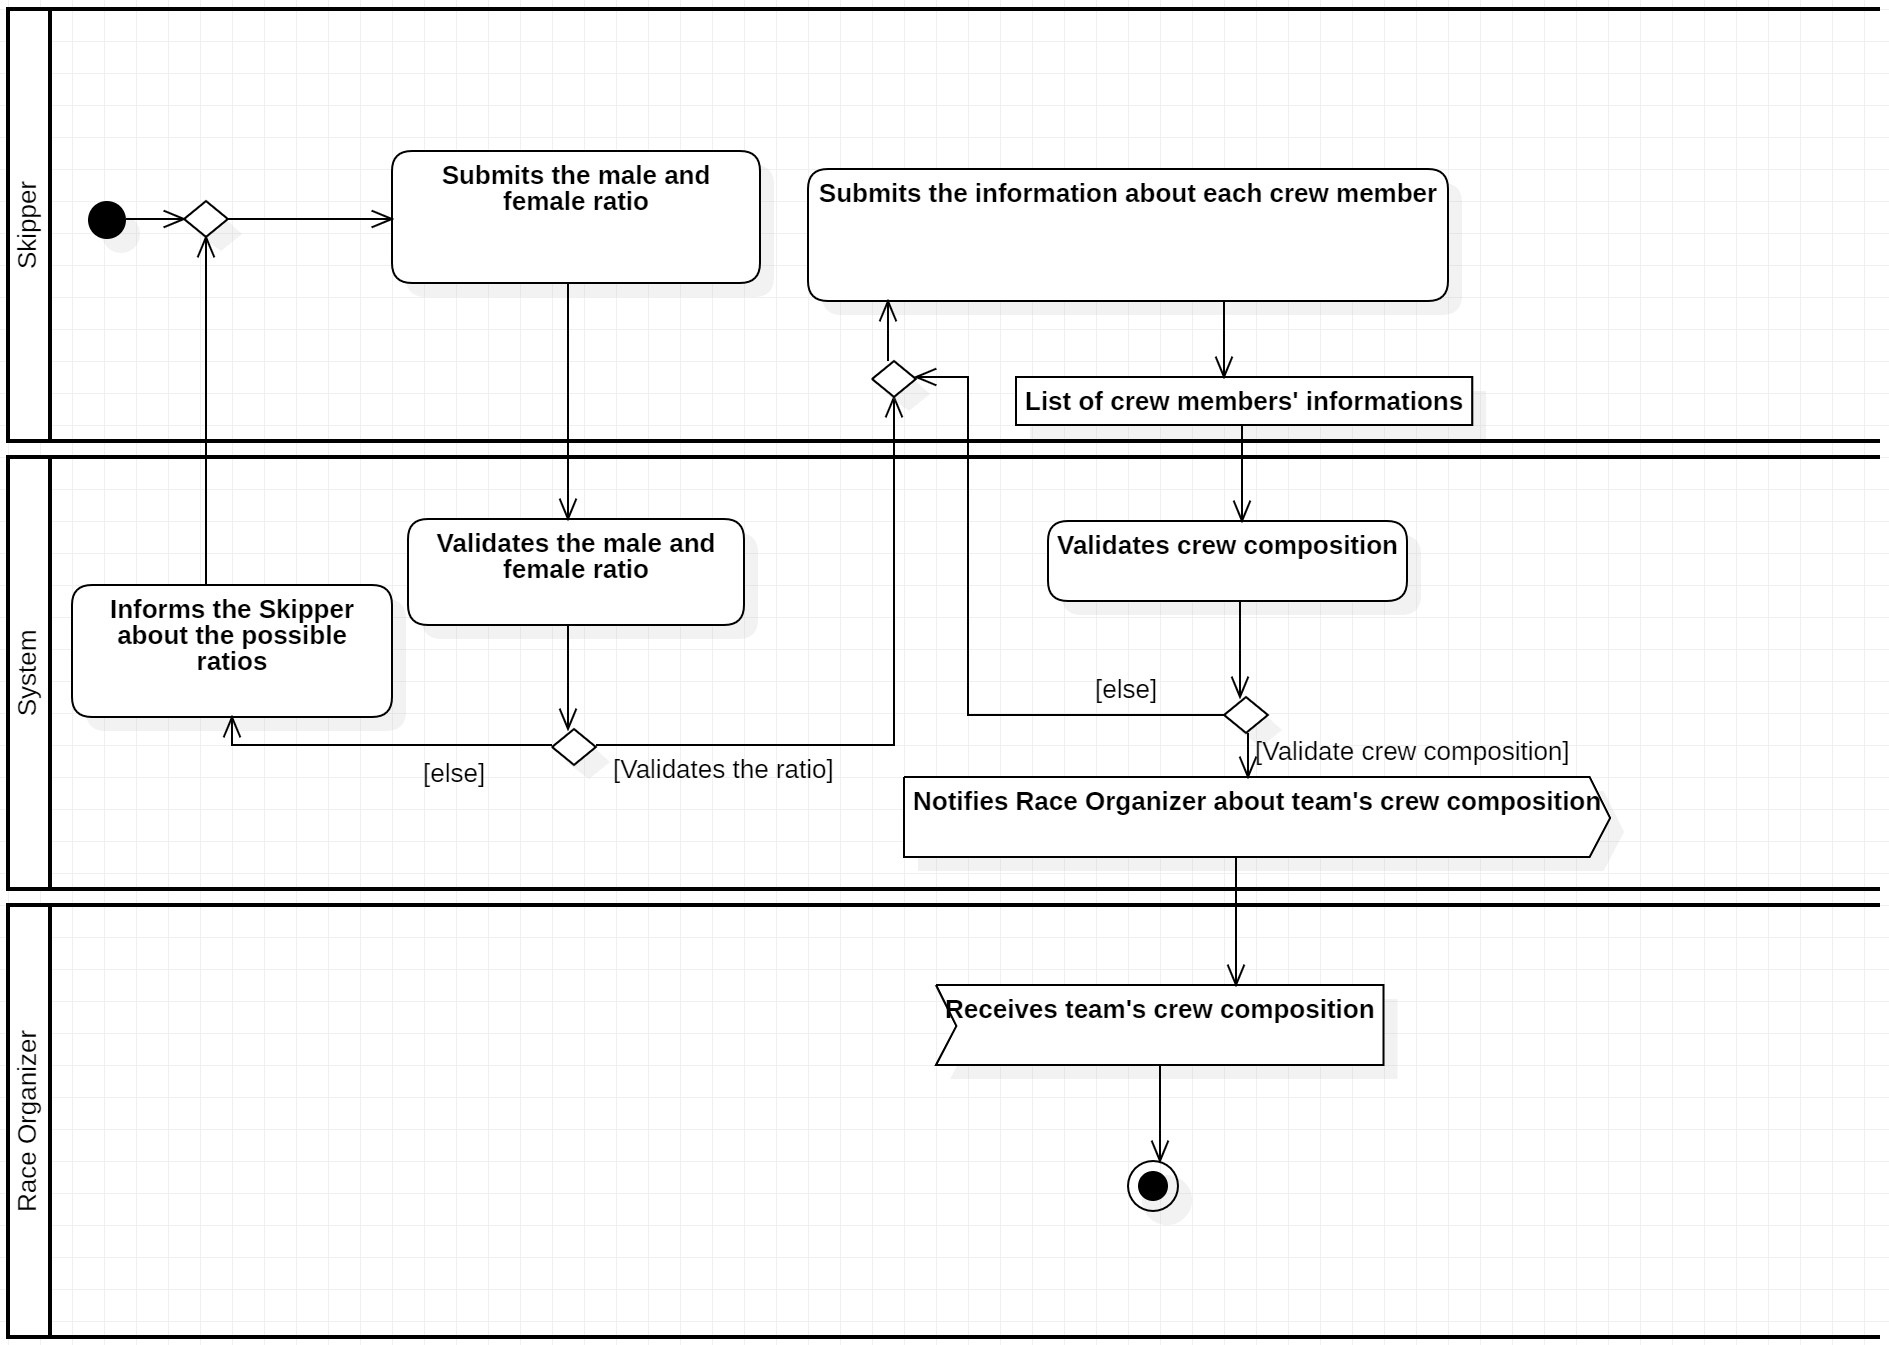 Skipper
Submits the male and
female ratio
Submits the information about each crew member
List of crew members' informations
System
Informs the Skipper
about the possible
ratios
Validates the male and
female ratio
Validates crew composition
[else]
[Validates the ratio]
[else]
[Validate crew composition]
Notifies Race Organizer about team's crew composition
Race Organizer
Receives team's crew composition